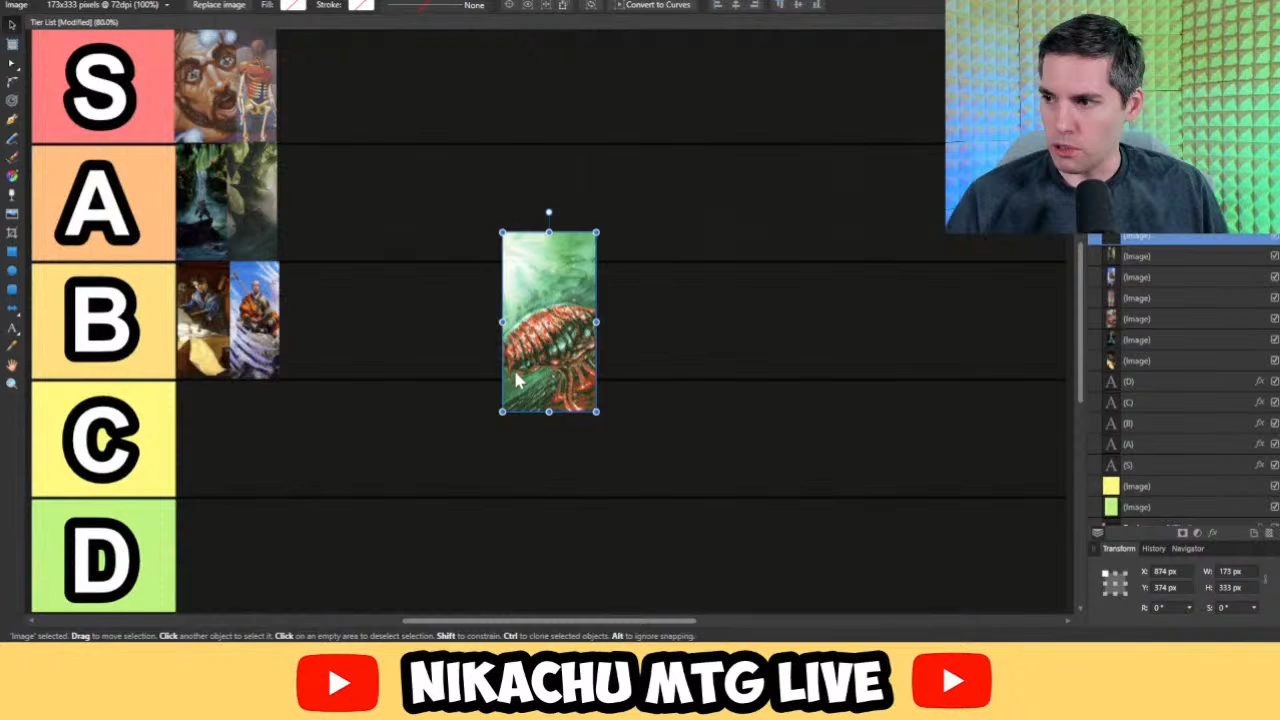 Image
173x333 pixels @ 72dpi (100%)
Replace image
Fill:
Stroke:
None
Convert to Curves
Tier List [Modified] (80.0%)
S
A
B
C
D
(Image)
(Image)
(Image)
(Image)
(Image)
(Image)
(Image)
(D)
(C)
(B)
(A)
(S)
(Image)
(Image)
Transform
History
Navigator
X: 874 px
W: 173 px
Y: 374 px
H: 333 px
R: 0°
S: 0°
'Image' selected. Drag to move selection. Click another object to select it. Click on an empty area to deselect selection. Shift to constrain. Ctrl to clone selected objects. Alt to ignore snapping.
NIKACHU MTG LIVE